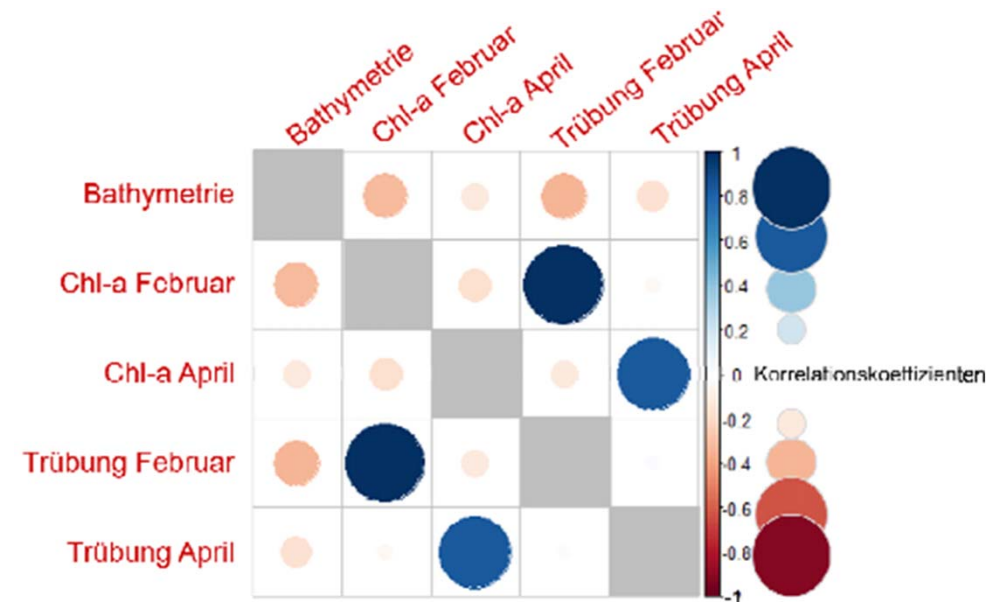 Bathymetrie
Chl-a Februar
Chl-a April
Trübung Februar
Trübung April
Bathymetrie
Chl-a Februar
Chl-a April
Trübung Februar
Trübung April
1
0.8
0.6
0.4
0.2
0
-0.2
-0.4
-0.6
-0.8
-1
Korrelationskoeffizienten